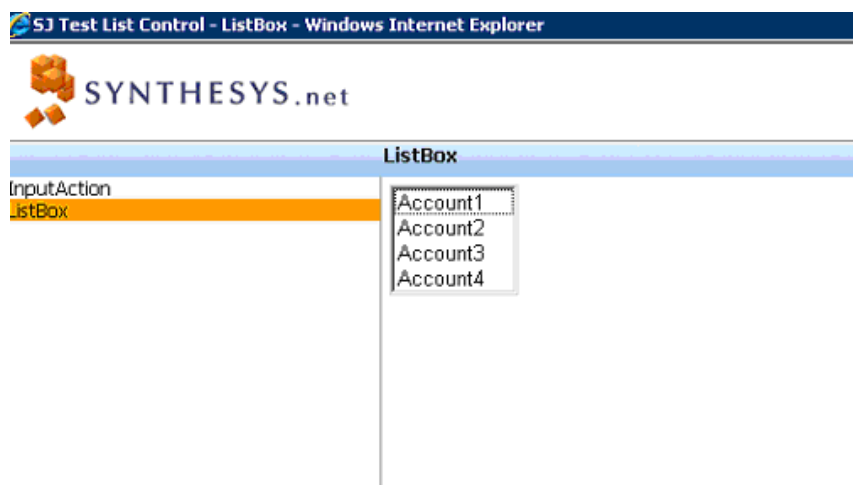 SJ Test List Control - ListBox - Windows Internet Explorer
SYNTHESYS.net
ListBox
InputAction
ListBox
Account1
Account2
Account3
Account4